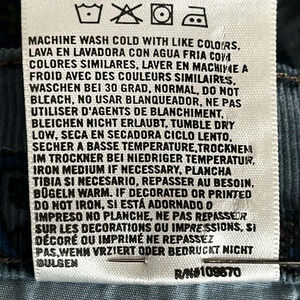 MACHINE WASH COLD WITH LIKE COLORS,
LAVA EN LAVADORA CON AGUA FRIA CON
COLORES SIMILARES, LAVER EN MACHINE A
FROID AVEC DES COULEURS SIMILAIRES,
WASCHEN BEI 30 GRAD, NORMAL, DO NOT
BLEACH, NO USAR BLANQUEADOR, NE PAS
UTILISER D'AGENTS DE BLANCHIMENT,
BLEICHEN NICHT ERLAUBT, TUMBLE DRY
LOW, SECA EN SECADORA CICLO LENTO,
SECHER A BASSE TEMPERATURE, TROCKNEN
IM TROCKNER BEI NIEDRIGER TEMPERATUR,
IRON MEDIUM IF NECESSARY, PLANCHA
TIBIA SI NECESARIO, REPASSER AU BESOIN,
BÜGELN WARM. IF DECORATED OR PRINTED
DO NOT IRON, SI ESTÁ ADORNADO O
IMPRESO NO PLANCHE, NE PAS REPASSER
SUR LES DECORATIONS OU IMPRESSIONS, SI
DÉCORÉ OU IMPRIMÉ NE REPASSEZ
PAS, WENN VRZIERT ODER BEDRUCKT NICHT
BULGEN
R/N#109670